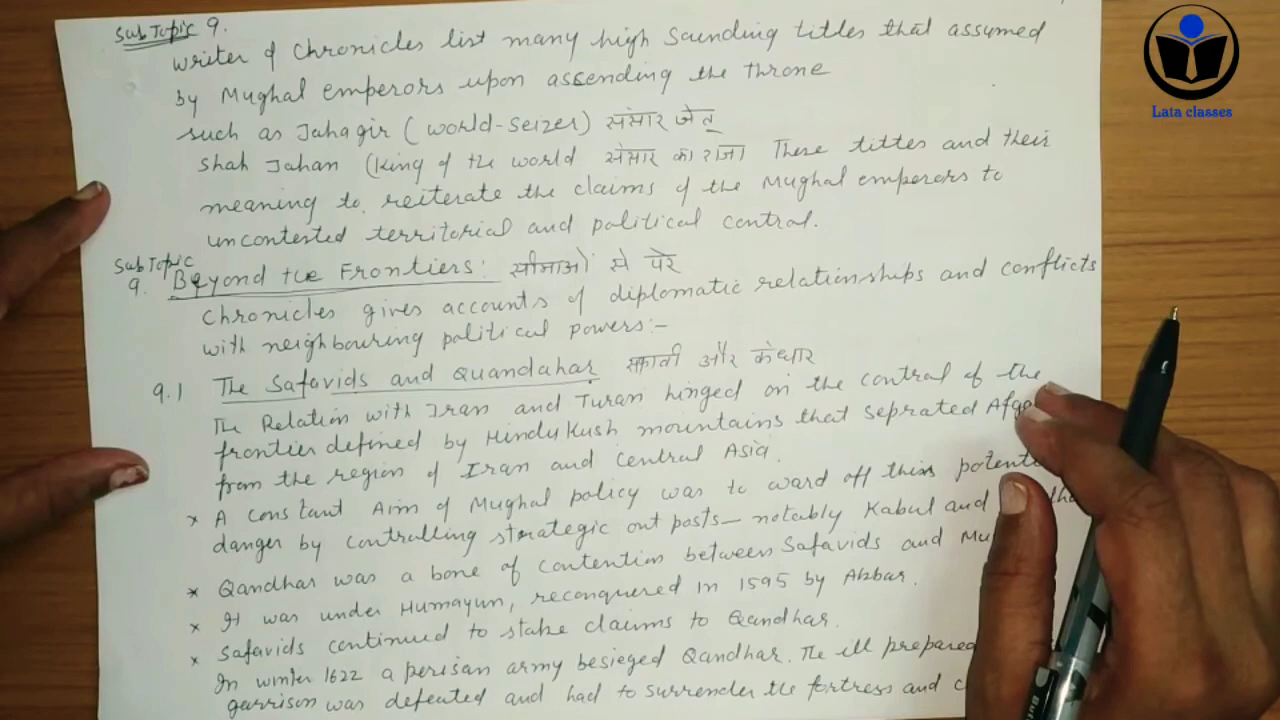 Sub Topic 9.
writer of chronicles list many high sounding titles that assumed
by Mughal emperors upon ascending the throne
such as Jahagir (world-seizer) संसार जेतू
Shah Jahan (King of the world संसार का राजा These tittes and their
meaning to reiterate the claims of the Mughal emperors to
uncontested territorial and political control.
Sub Topic
9. Beyond the Frontiers: सीमाओं से परे
Chronicles gives accounts of diplomatic relationships and conflicts
with neighbouring political powers:-
9.1 The Safavids and Quandahar सफावी और कंधार
The Relation with Iran and Turan hinged on the control of the
frontier defined by Hindukush mountains that seprated
from the region of Iran and Central Asia.
× A constant Aim of Mughal policy was to ward off this
danger by controlling strategic out posts- notably Kabul and
× Qandhar was a bone of contention between Safavids and
× It was under Humayun, reconquered in 1595 by Akbar.
× Safavids continued to stake claims to Qandhar.
In winter 1622 a perisan army besieged Qandhar. The ill prepared
garrison was defeated and had to surrender the fortress and
Lata classes